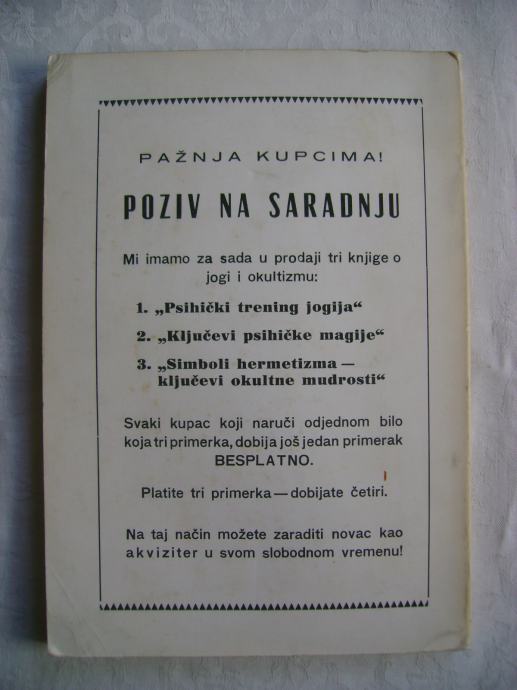 PAŽNJA KUPCIMA!
POZIV NA SARADNJU
Mi imamo za sada u prodaji tri knjige o
jogi i okultizmu:
1. „Psihički trening jogija“
2. „Ključevi psihičke magije“
3. „Simboli hermetizma —
ključevi okultne mudrosti“
Svaki kupac koji naruči odjednom bilo
koja tri primerka, dobija još jedan primerak
BESPLATNO.
Platite tri primerka — dobijate četiri.
Na taj način možete zaraditi novac kao
akviziter u svom slobodnom vremenu!